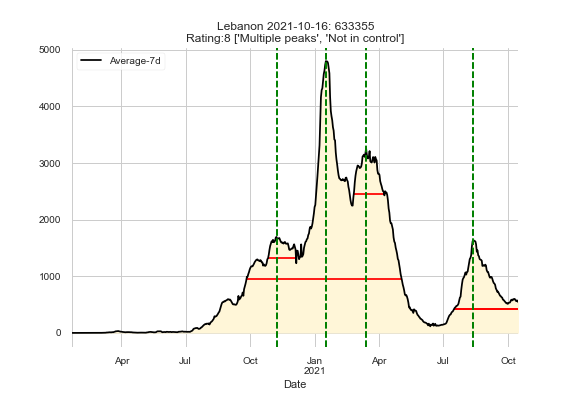 Lebanon 2021-10-16: 633355
Rating:8 ['Multiple peaks', 'Not in control']
Average-7d
5000
4000
3000
2000
1000
0
Apr
Jul
Oct
Jan
2021
Apr
Jul
Oct
Date